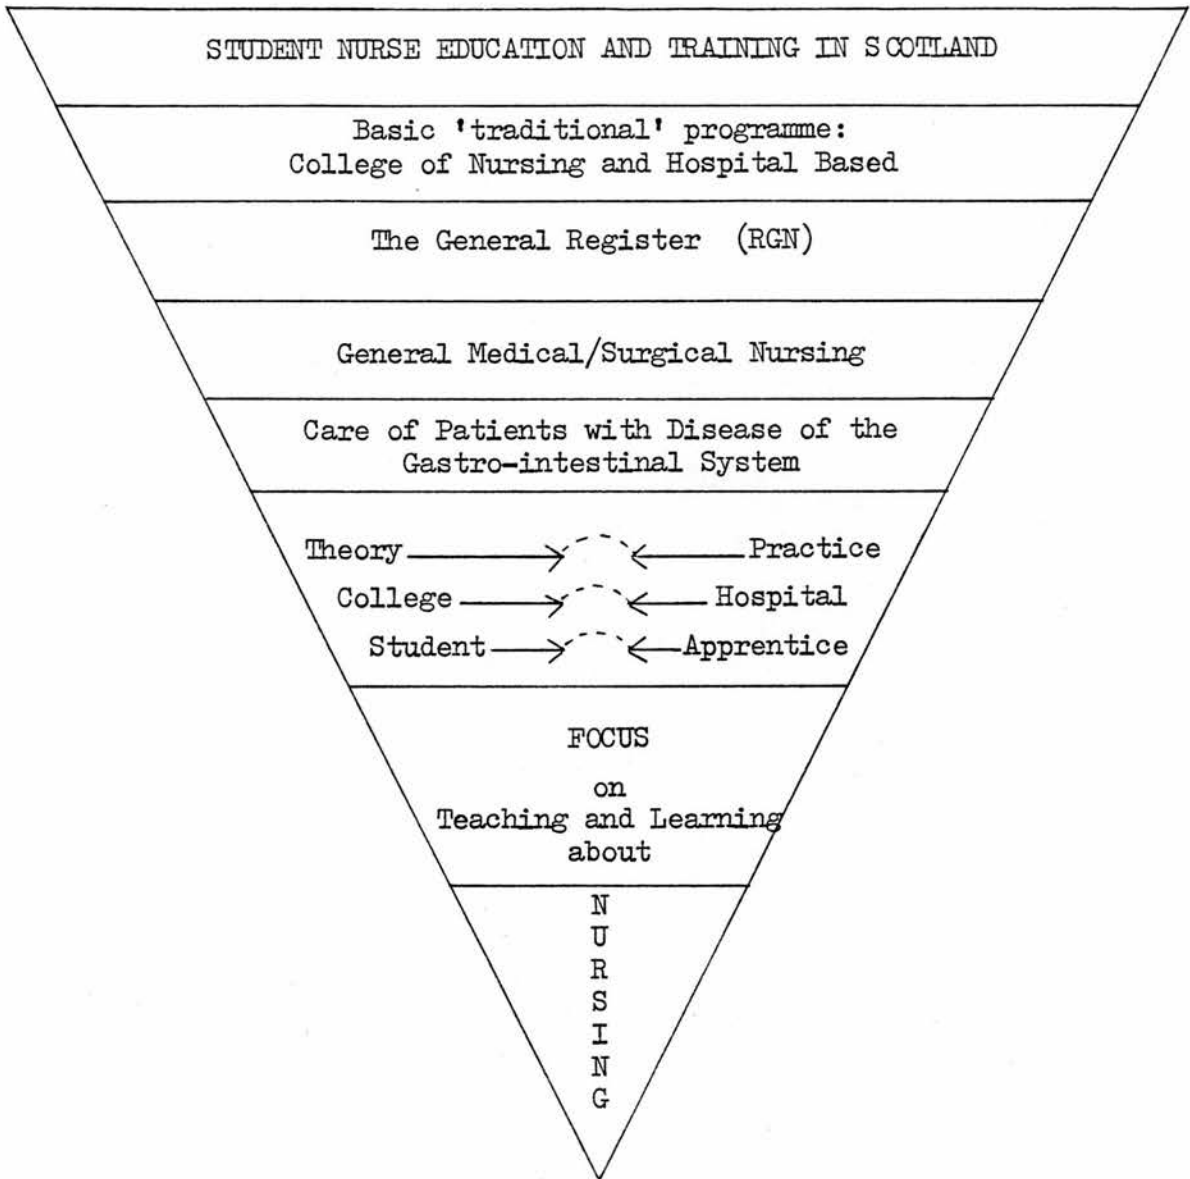 STUDENT NURSE EDUCATION AND TRAINING IN SCOTLAND
Basic 'traditional' programme:
College of Nursing and Hospital Based
The General Register (RGN)
General Medical/Surgical Nursing
Care of Patients with Disease of the
Gastro-intestinal System
Theory Practice
College Hospital
Student Apprentice
FOCUS
on
Teaching and Learning
about
N
U
R
S
I
N
G